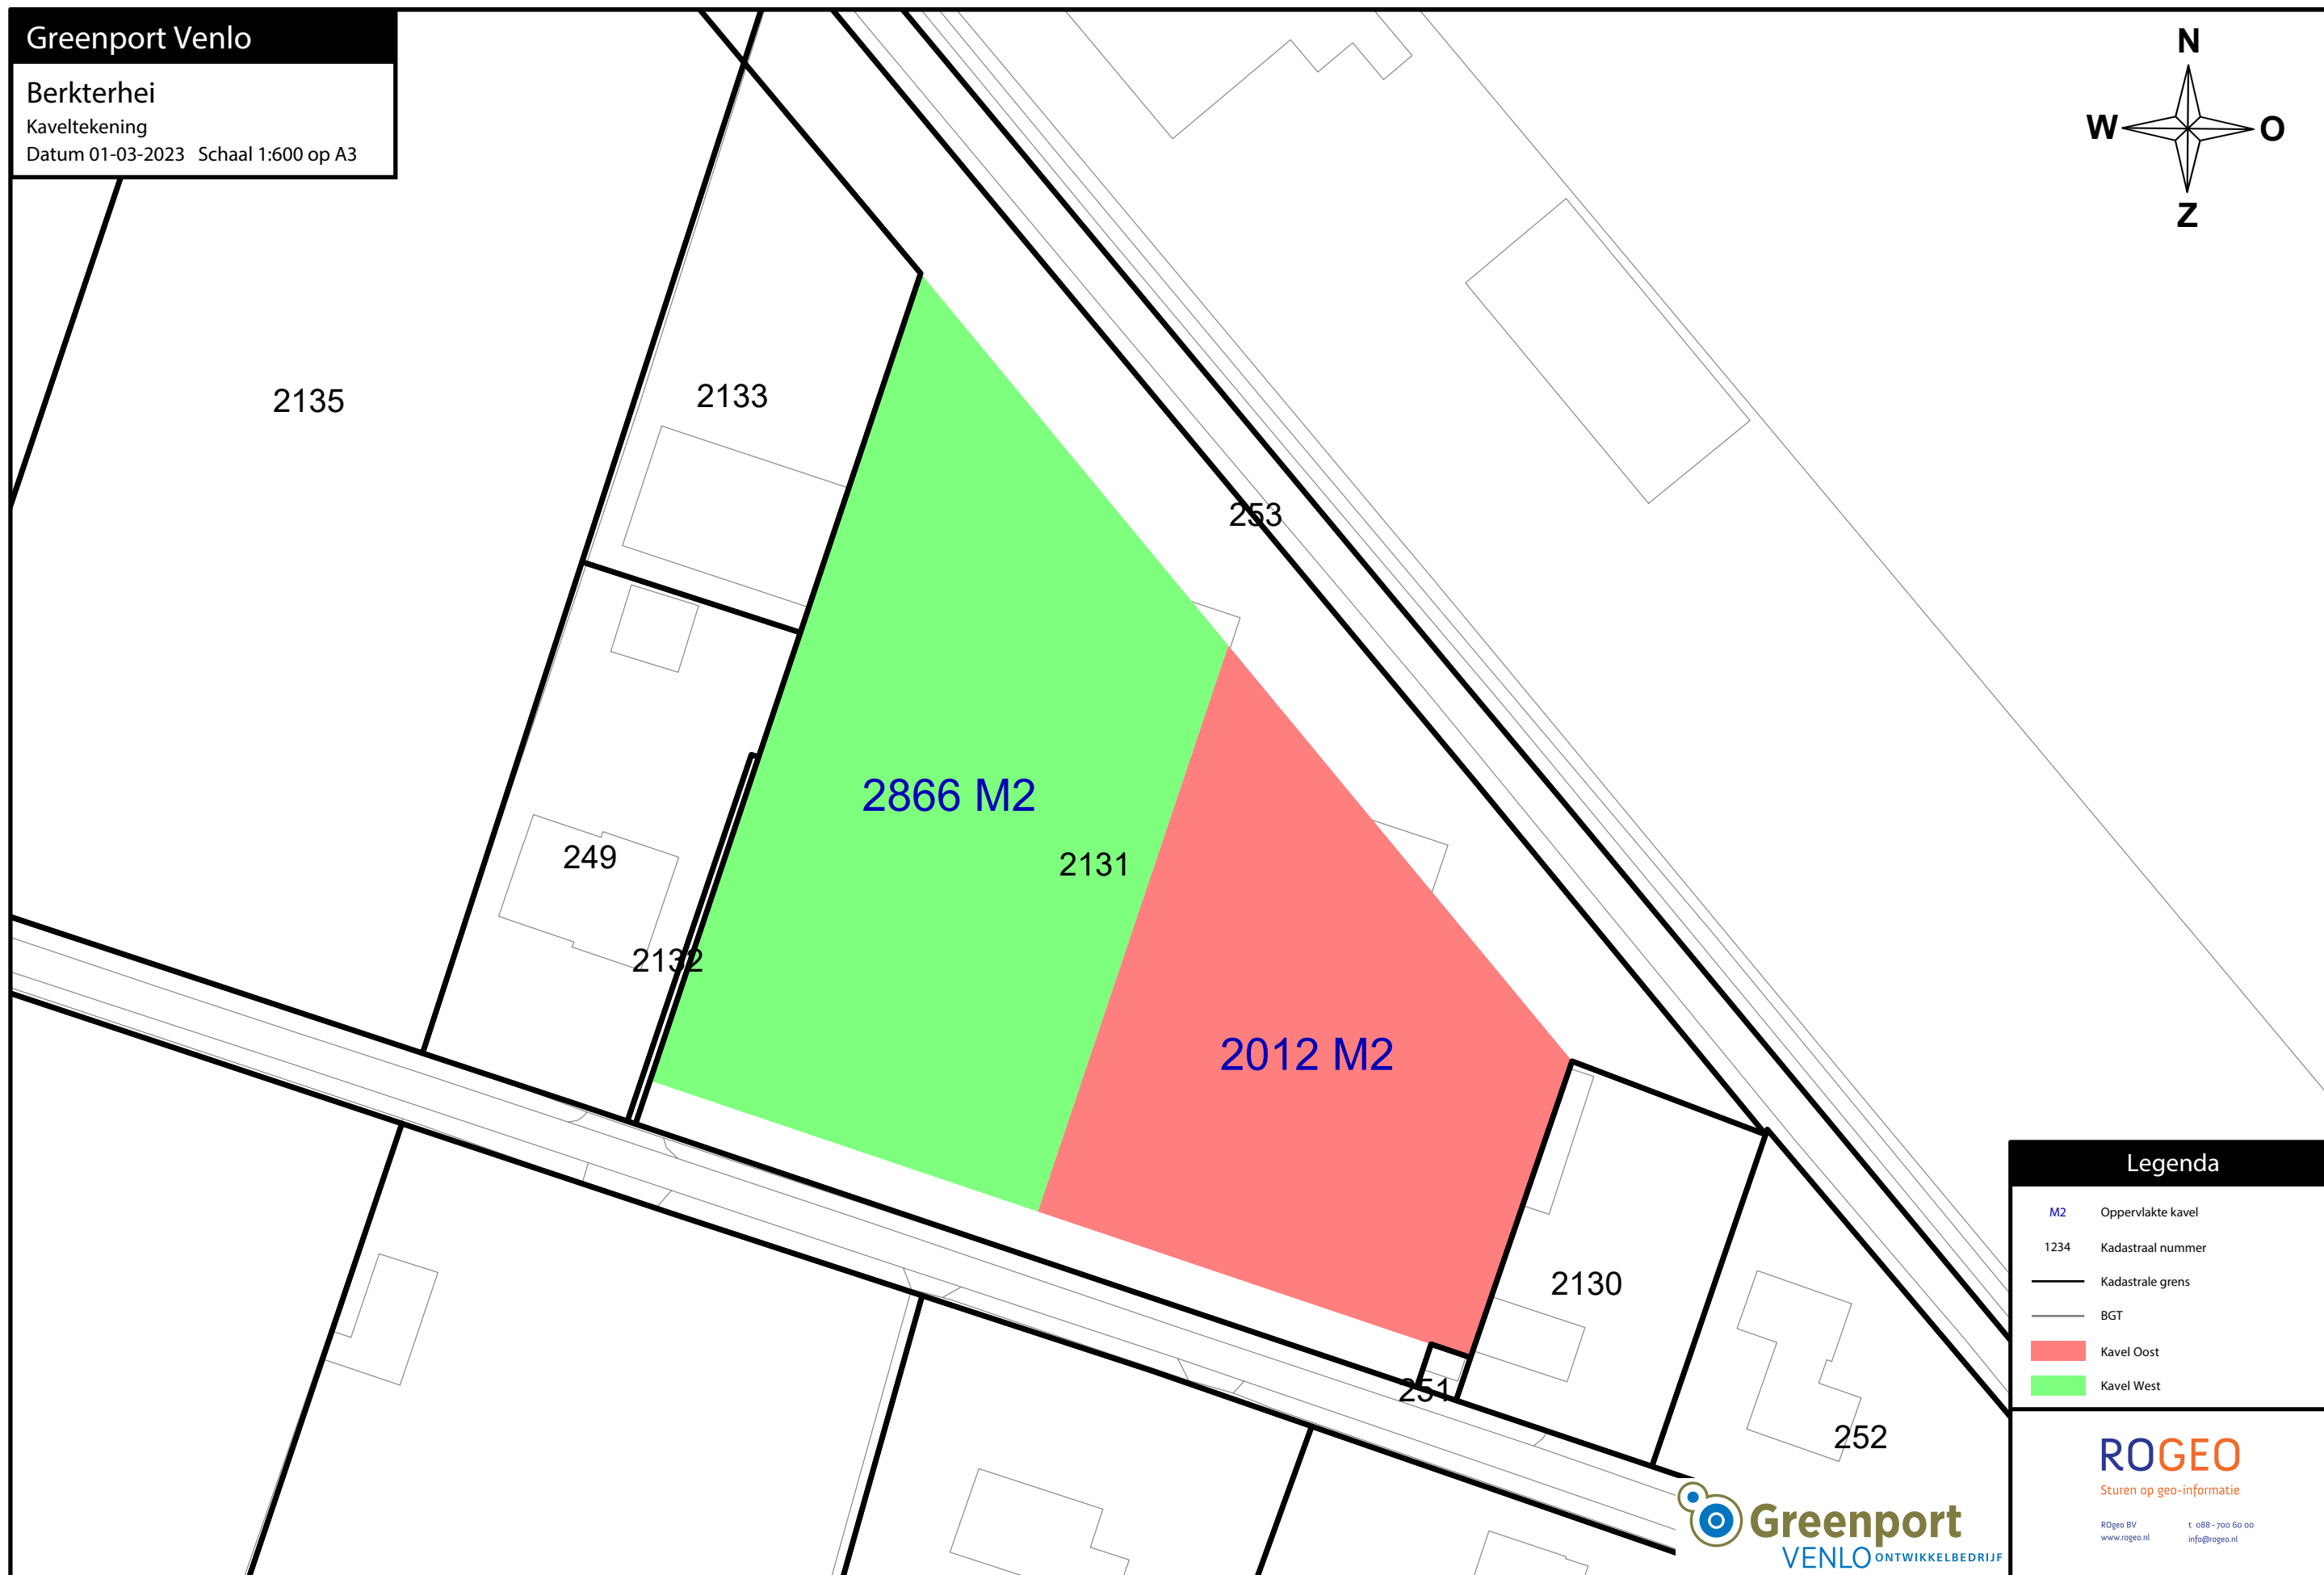 Greenport Venlo
Berkterhei
Kaveltekening
Datum 01-03-2023 Schaal 1:600 op A3
N
W
O
Z
2135
2133
253
2866 M2
249
2131
2132
2012 M2
2130
251
252
Legenda
M2 Oppervlakte kavel
1234 Kadastraal nummer
Kadastrale grens
BGT
Kavel Oost
Kavel West
ROGEO
Sturen op geo-informatie
ROgeo BV t 088 - 700 60 00
www.rogeo.nl info@rogeo.nl
Greenport
VENLO ONTWIKKELBEDRIJF